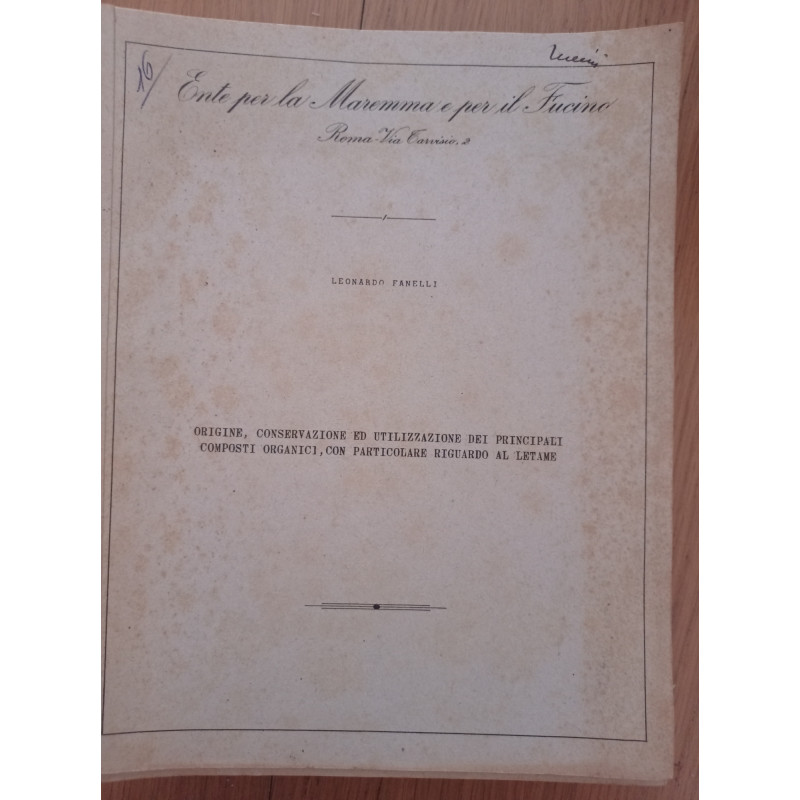 16
Ente per la Maremma e per il Fucino
Roma-Via Tarvisio, 2
LEONARDO FANELLI
ORIGINE, CONSERVAZIONE ED UTILIZZAZIONE DEI PRINCIPALI
COMPOSTI ORGANICI, CON PARTICOLARE RIGUARDO AL LETAME